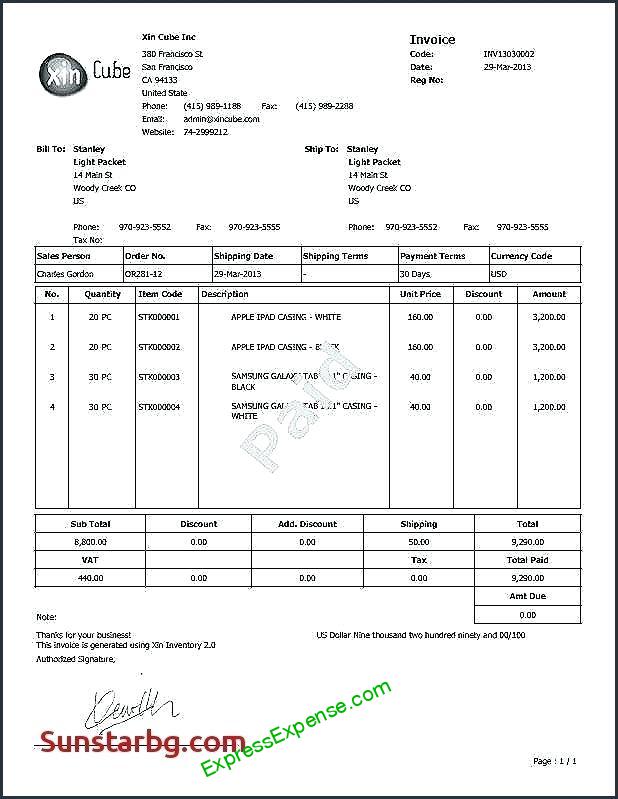 Xin Cube
Xin Cube Inc
380 Francisco St
San Francisco
CA 94133
United State
Phone: (415) 989-1188 Fax: (415) 989-2288
Email: admin@xincube.com
Website: 74-2999212
Invoice
Code: INV13030002
Date: 29-Mar-2013
Reg No:
Bill To: Stanley
Light Packet
14 Main St
Woody Creek CO
US
Phone: 970-923-5552 Fax: 970-925-5555
Tax No:
Ship To: Stanley
Light Packet
14 Main St
Woody Creek CO
US
Phone: 970-923-5552 Fax: 970-925-5555
Sales Person Order No. Shipping Date Shipping Terms Payment Terms Currency Code
Charles Gordon OR281-12 29-Mar-2013 - 30 Days USD
No. Quantity Item Code Description Unit Price Discount Amount
1 20 PC STK000001 APPLE IPAD CASING - WHITE 160.00 0.00 3,200.00
2 20 PC STK000002 APPLE IPAD CASING - BLACK 160.00 0.00 3,200.00
3 30 PC STK000003 SAMSUNG GALAXY TAB CASING - 40.00 0.00 1,200.00
BLACK
4 30 PC STK000004 SAMSUNG TAB CASING - 40.00 0.00 1,200.00
WHITE
Paid
Sub Total Discount Add. Discount Shipping Total
8,800.00 0.00 0.00 50.00 9,290.00
VAT Tax Total Paid
440.00 0.00 0.00 0.00 9,290.00
Amt Due
0.00
Note:
Thanks for your business!
This invoice is generated using Xin Inventory 2.0
Authorized Signature,
US Dollar Nine thousand two hundred ninety and 00/100
Sunstarbg.com
ExpressExpense.com
Page : 1 / 1